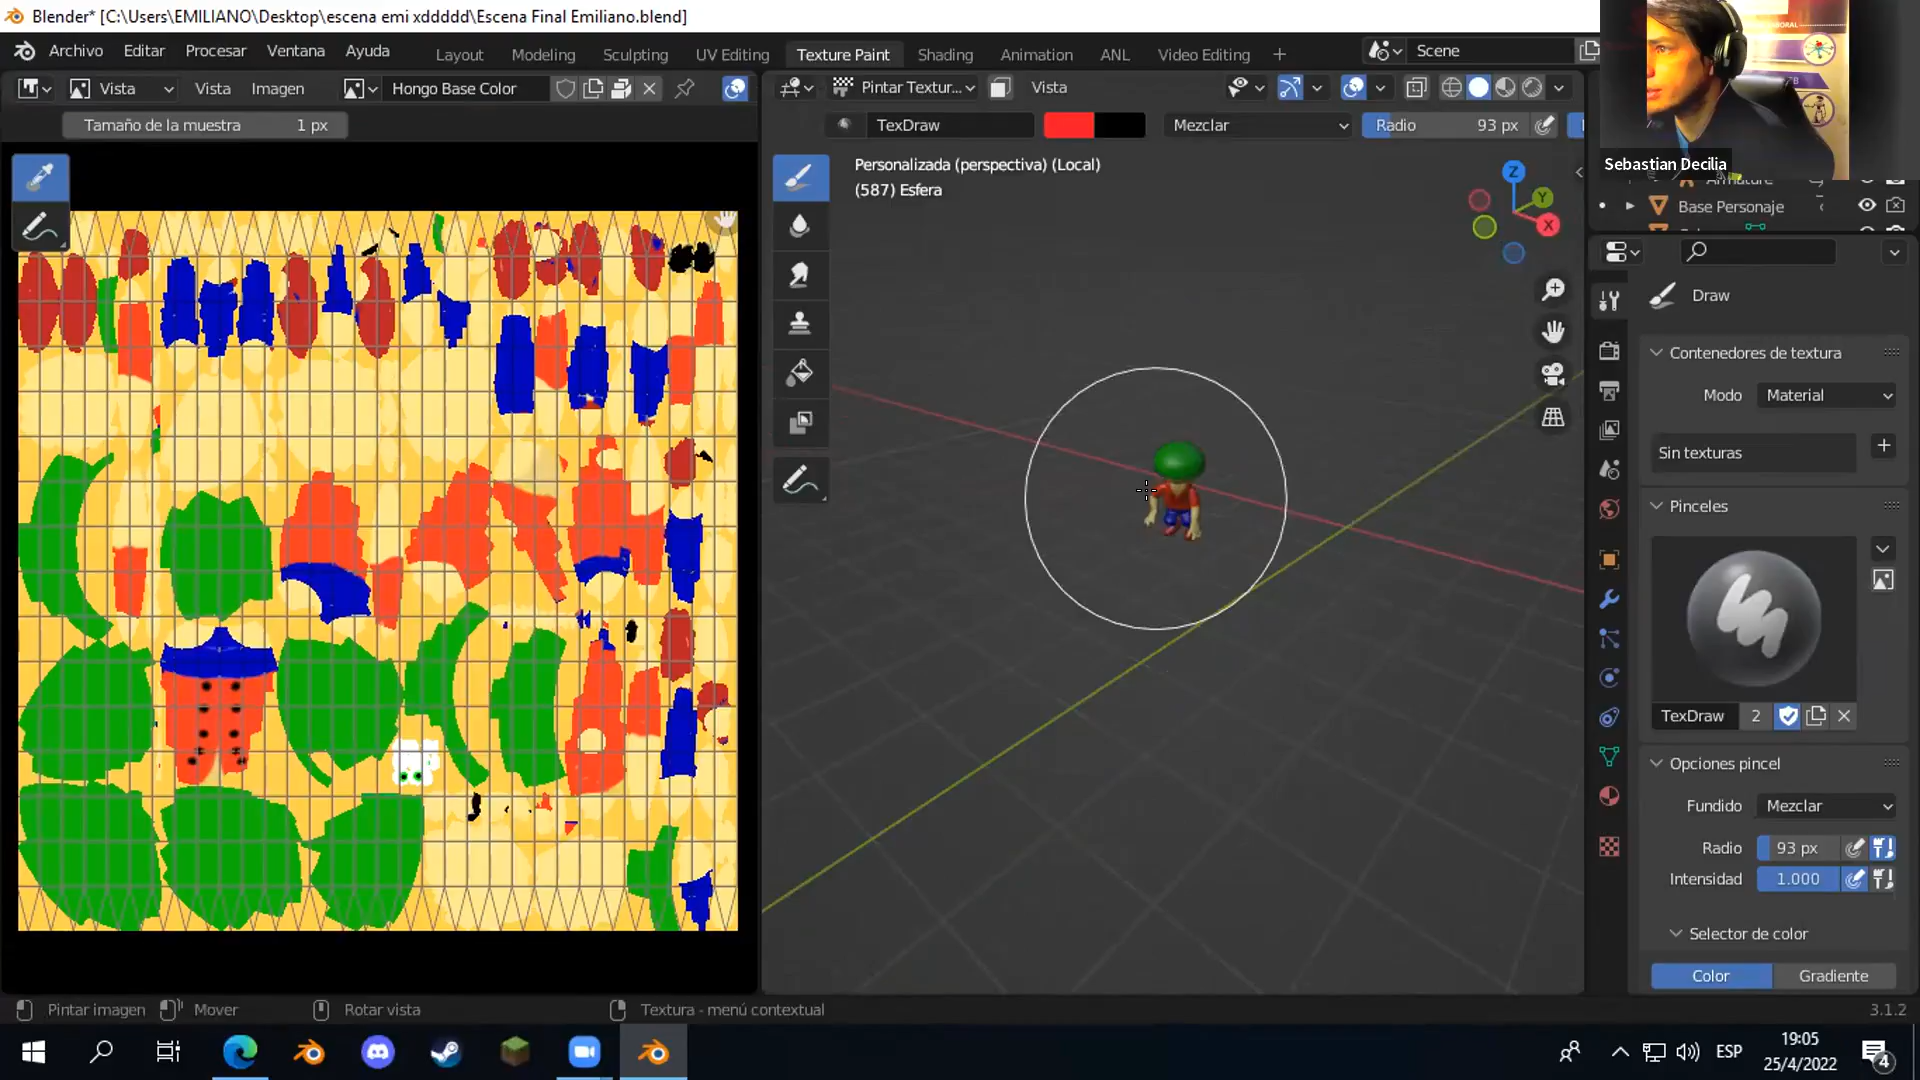 Blender* [C:\Users\EMILIANO\Desktop\escena emi xddddd\Escena Final Emiliano.blend]
Archivo Editar Procesar Ventana Ayuda Layout Modeling Sculpting UV Editing Texture Paint Shading Animation ANL Video Editing + Scene
Vista Vista Imagen Hongo Base Color Pintar Textur... Vista
Tamaño de la muestra 1 px TexDraw Mezclar Radio 93 px
Sebastian Decilia
Personalizada (perspectiva) (Local)
(587) Esfera
Z
Y
X
Armature
Base Personaje
Draw
Contenedores de textura
Modo Material
Sin texturas
Pinceles
TexDraw 2
Opciones pincel
Fundido Mezclar
Radio 93 px
Intensidad 1.000
Selector de color
Color Gradiente
Pintar imagen Mover Rotar vista Textura - menú contextual 3.1.2
ESP
19:05
25/4/2022
4